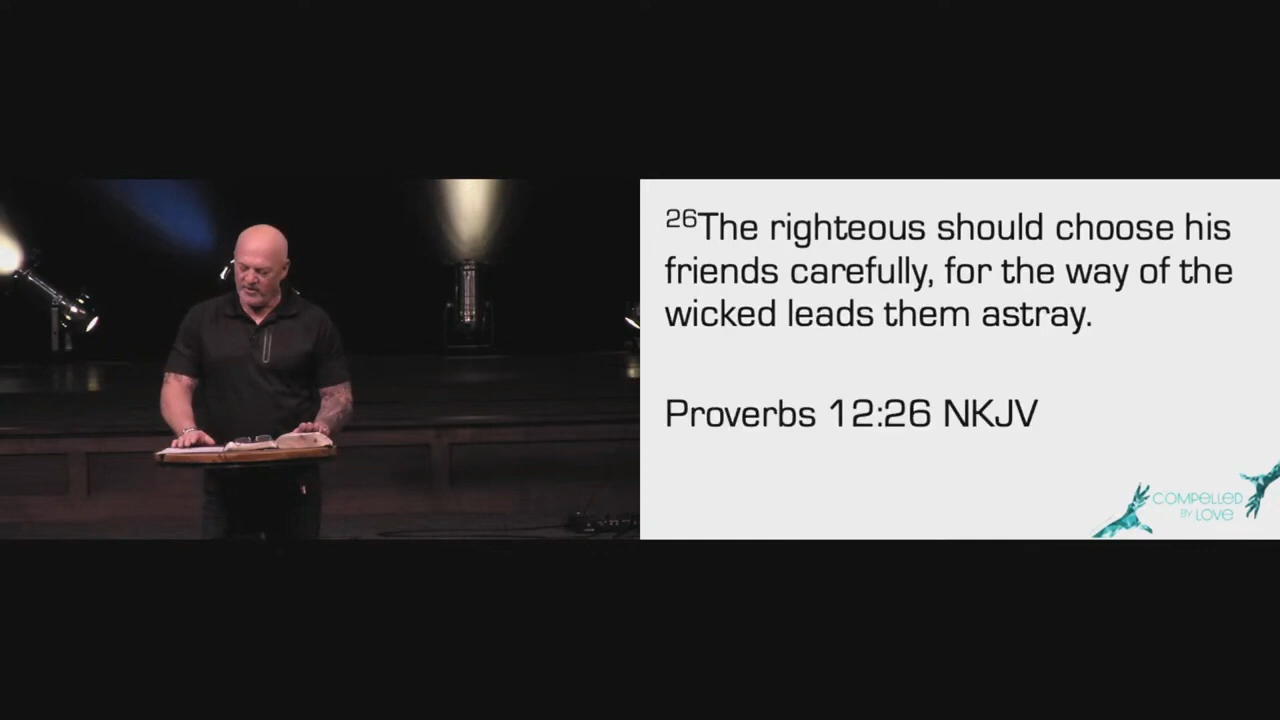 26The righteous should choose his
friends carefully, for the way of the
wicked leads them astray.
Proverbs 12:26 NKJV
COMPELLED
BY LOVE